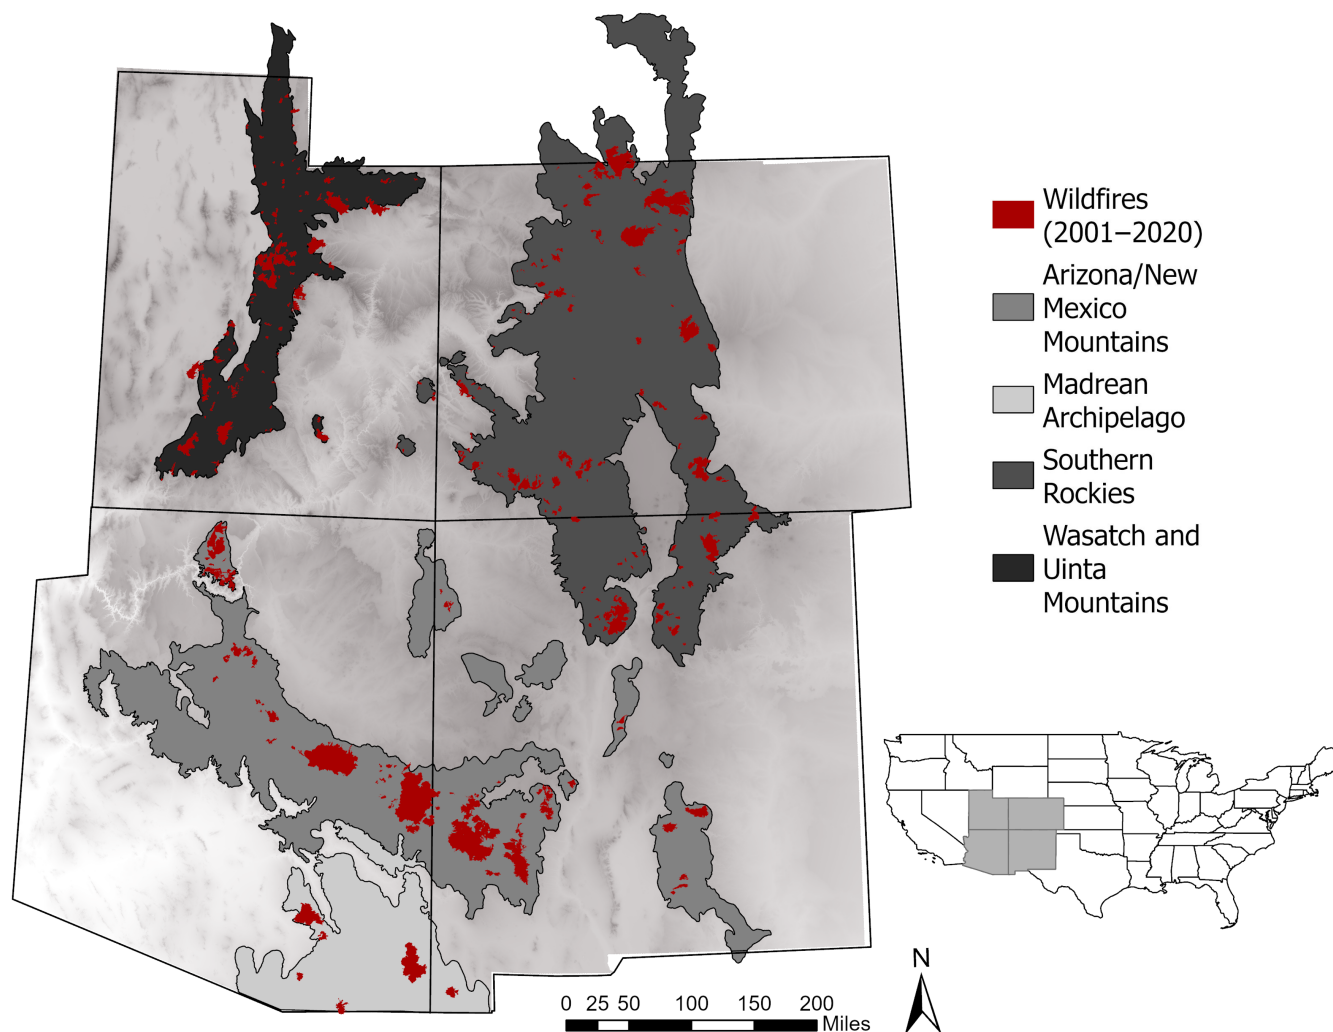 Wildfires
(2001–2020)
Arizona/New
Mexico
Mountains
Madrean
Archipelago
Southern
Rockies
Wasatch and
Uinta
Mountains
N
0 25 50 100 150 200
Miles